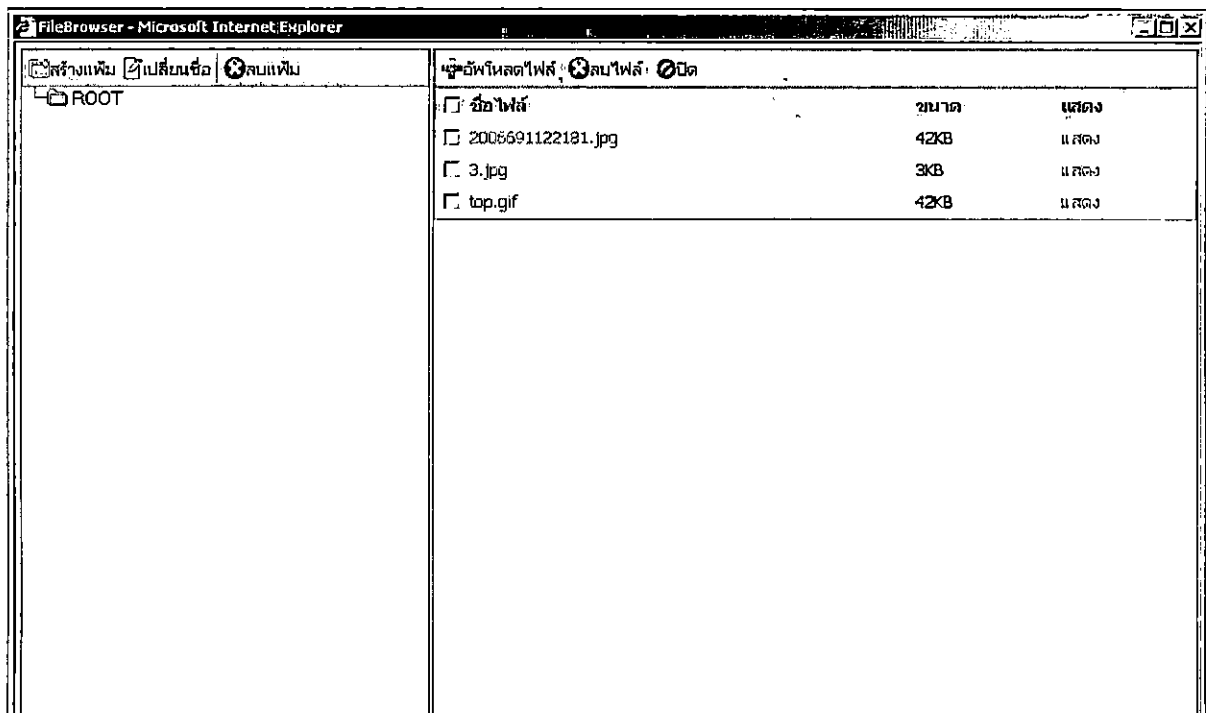 FileBrowser - Microsoft Internet Explorer
สร้างแฟ้ม เปลี่ยนชื่อ ลบแฟ้ม
ROOT
อัพโหลดไฟล์ ลบไฟล์ ปิด
ชื่อไฟล์ ขนาด แสดง
2006691122181.jpg 42KB แสดง
3.jpg 3KB แสดง
top.gif 42KB แสดง